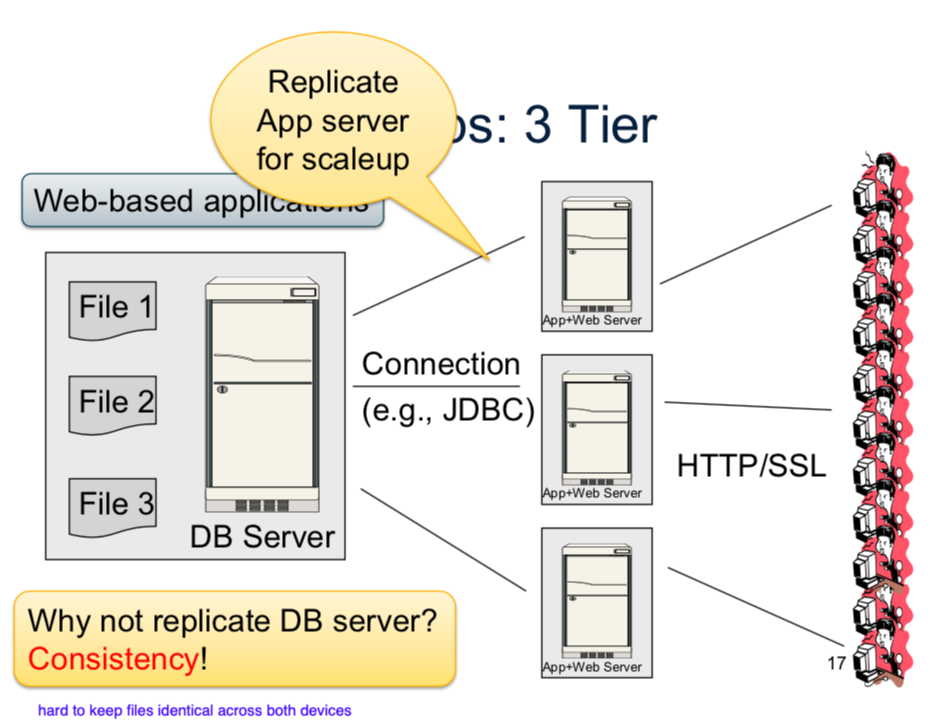 Replicate
App server
for scaleup
os: 3 Tier
Web-based applications
File 1
File 2
File 3
DB Server
Connection
(e.g., JDBC)
App+Web Server
App+Web Server
App+Web Server
HTTP/SSL
Why not replicate DB server?
Consistency!
17
hard to keep files identical across both devices